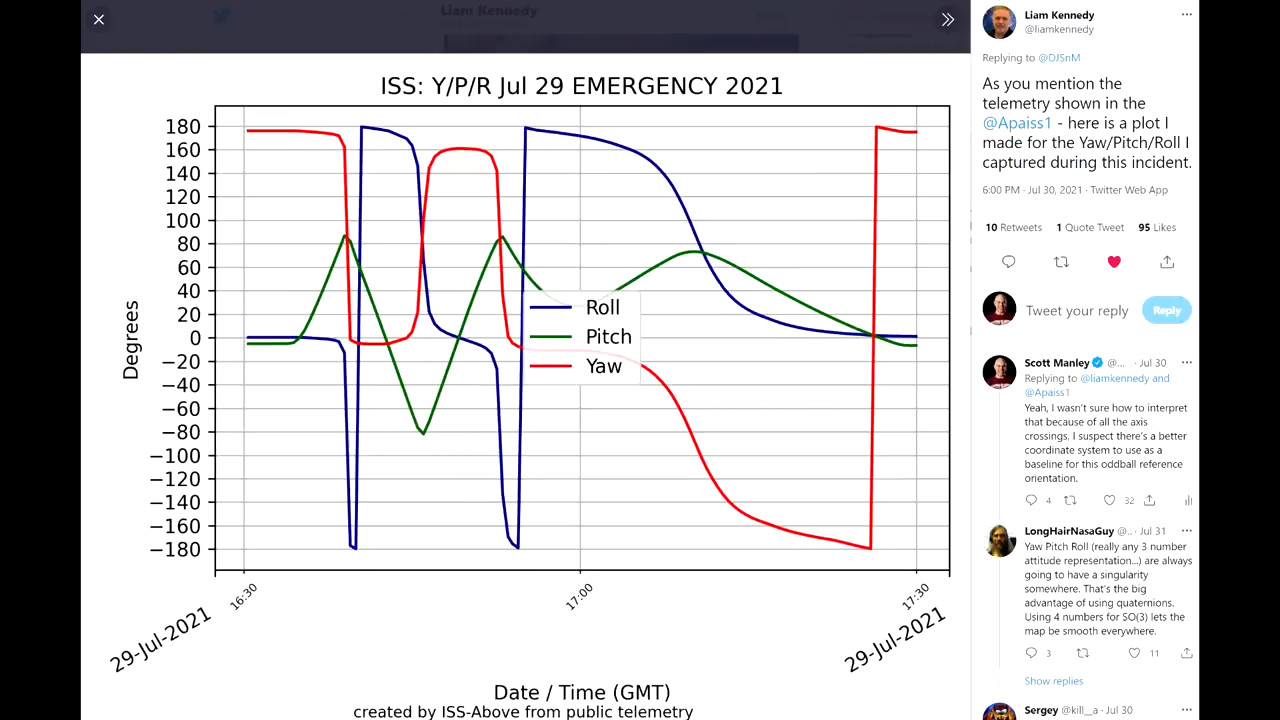 Liam Kennedy
ISS: Y/P/R Jul 29 EMERGENCY 2021
180
160
140
120
100
80
60
40
20
0
−20
−40
−60
−80
−100
−120
−140
−160
−180
Degrees
Roll
Pitch
Yaw
16:30
17:00
17:30
29-Jul-2021
29-Jul-2021
Date / Time (GMT)
created by ISS-Above from public telemetry
Liam Kennedy
@liamkennedy
Replying to @DJSnM
As you mention the
telemetry shown in the
@Apaiss1 - here is a plot I
made for the Yaw/Pitch/Roll I
captured during this incident.
6:00 PM · Jul 30, 2021 · Twitter Web App
10 Retweets 1 Quote Tweet 95 Likes
Tweet your reply
Reply
Scott Manley @... · Jul 30
Replying to @liamkennedy and
@Apaiss1
Yeah, I wasn't sure how to interpret
that because of all the axis
crossings. I suspect there's a better
coordinate system to use as a
baseline for this oddball reference
orientation.
4 32
LongHairNasaGuy @.. · Jul 31
Yaw Pitch Roll (really any 3 number
attitude representation...) are always
going to have a singularity
somewhere. That's the big
advantage of using quaternions.
Using 4 numbers for SO(3) lets the
map be smooth everywhere.
3 11
Show replies
Sergey @kill__a · Jul 30